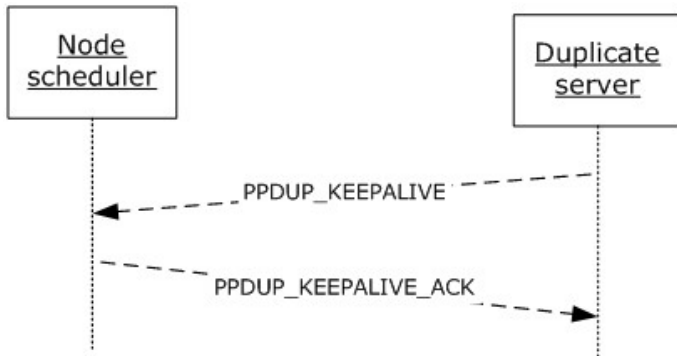 Node
scheduler
Duplicate
server
PPDUP_KEEPALIVE
PPDUP_KEEPALIVE_ACK